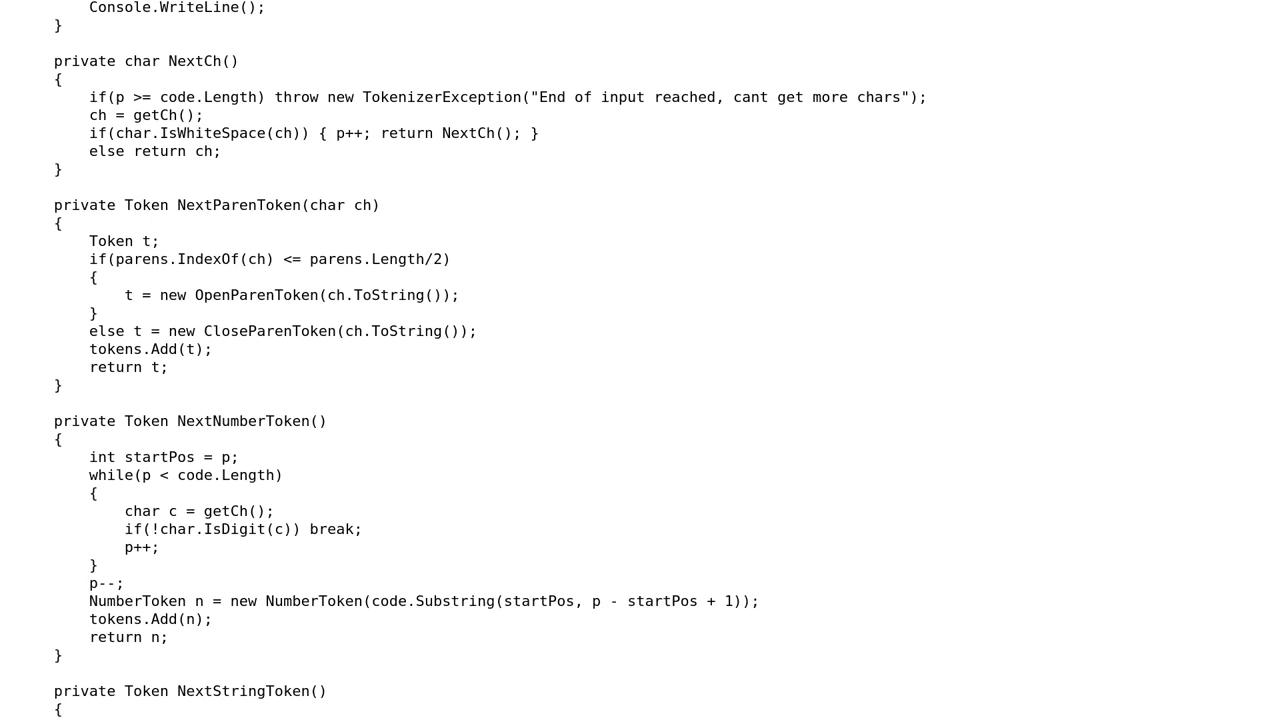 Console.WriteLine();
}
private char NextCh()
{
if(p >= code.Length) throw new TokenizerException("End of input reached, cant get more chars");
ch = getCh();
if(char.IsWhiteSpace(ch)) { p++; return NextCh(); }
else return ch;
}
private Token NextParenToken(char ch)
{
Token t;
if(parens.IndexOf(ch) <= parens.Length/2)
{
t = new OpenParenToken(ch.ToString());
}
else t = new CloseParenToken(ch.ToString());
tokens.Add(t);
return t;
}
private Token NextNumberToken()
{
int startPos = p;
while(p < code.Length)
{
char c = getCh();
if(!char.IsDigit(c)) break;
p++;
}
p--;
NumberToken n = new NumberToken(code.Substring(startPos, p - startPos + 1));
tokens.Add(n);
return n;
}
private Token NextStringToken()
{